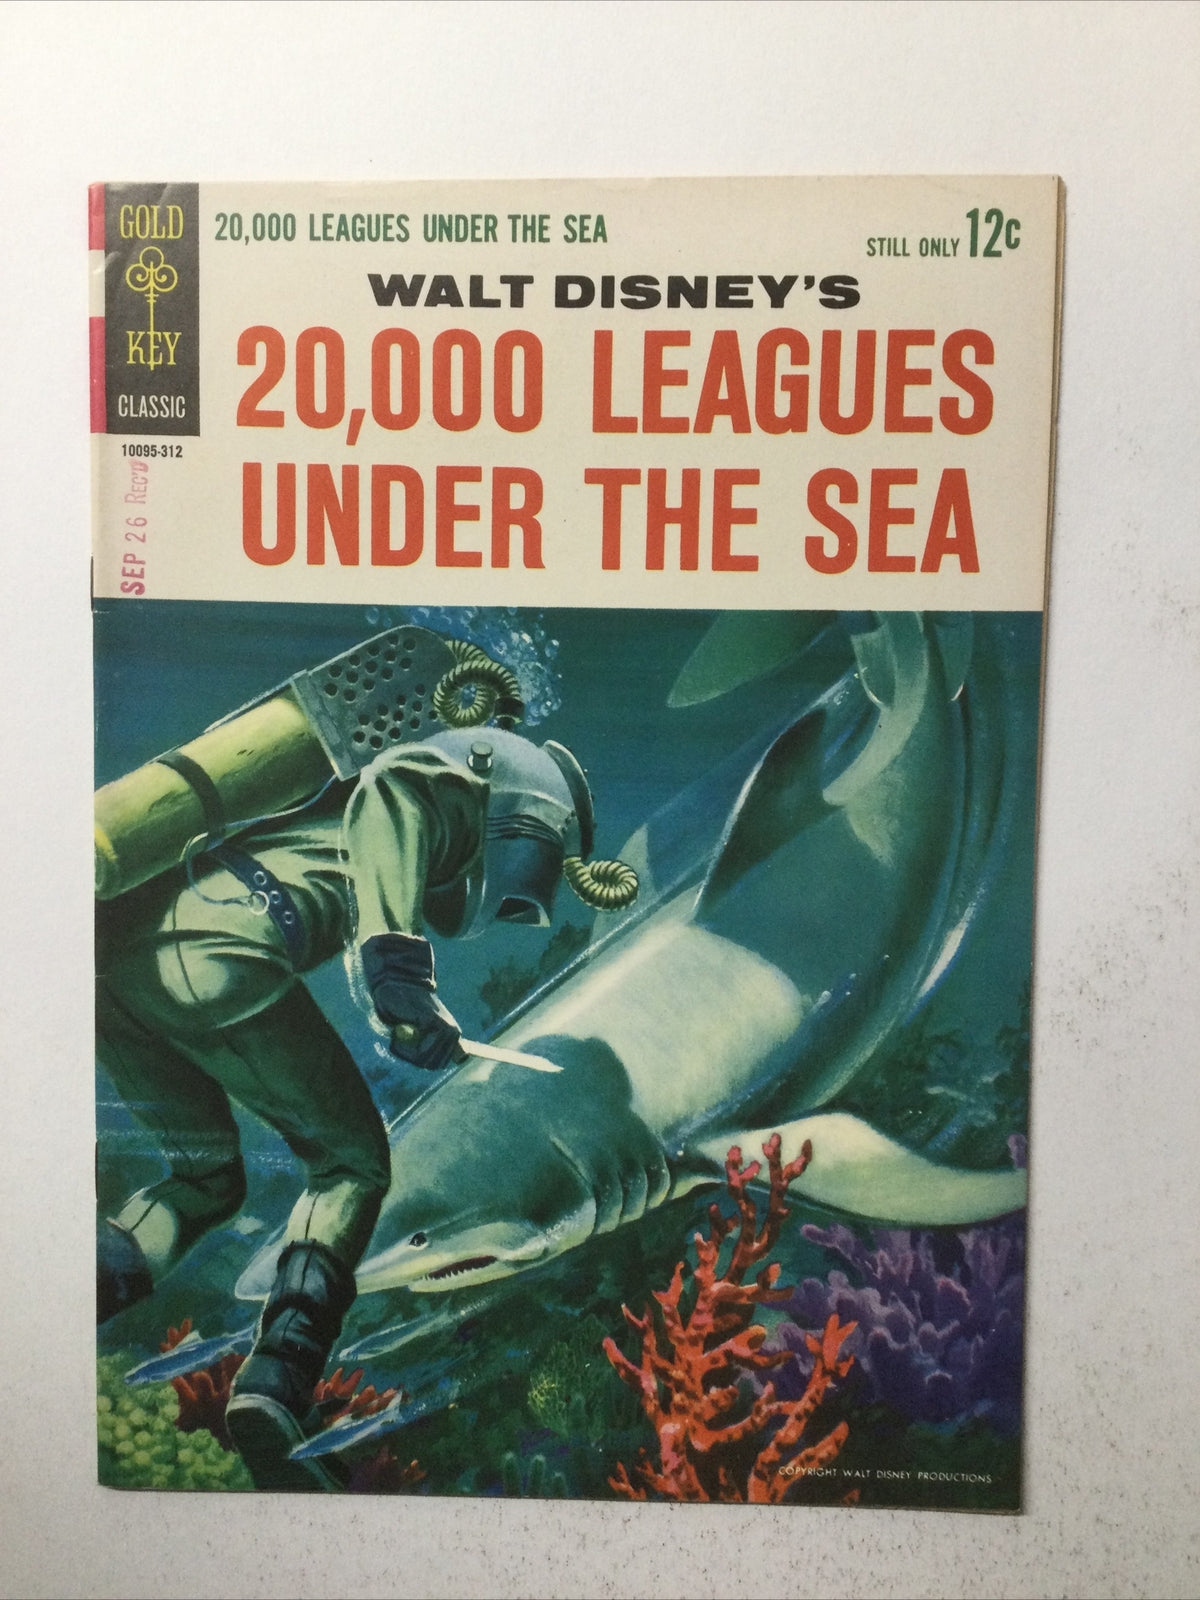 GOLD
KEY
CLASSIC
10095-312
SEP 26 REC'D
20,000 LEAGUES UNDER THE SEA
STILL ONLY 12¢
WALT DISNEY'S
20,000 LEAGUES
UNDER THE SEA
COPYRIGHT WALT DISNEY PRODUCTIONS